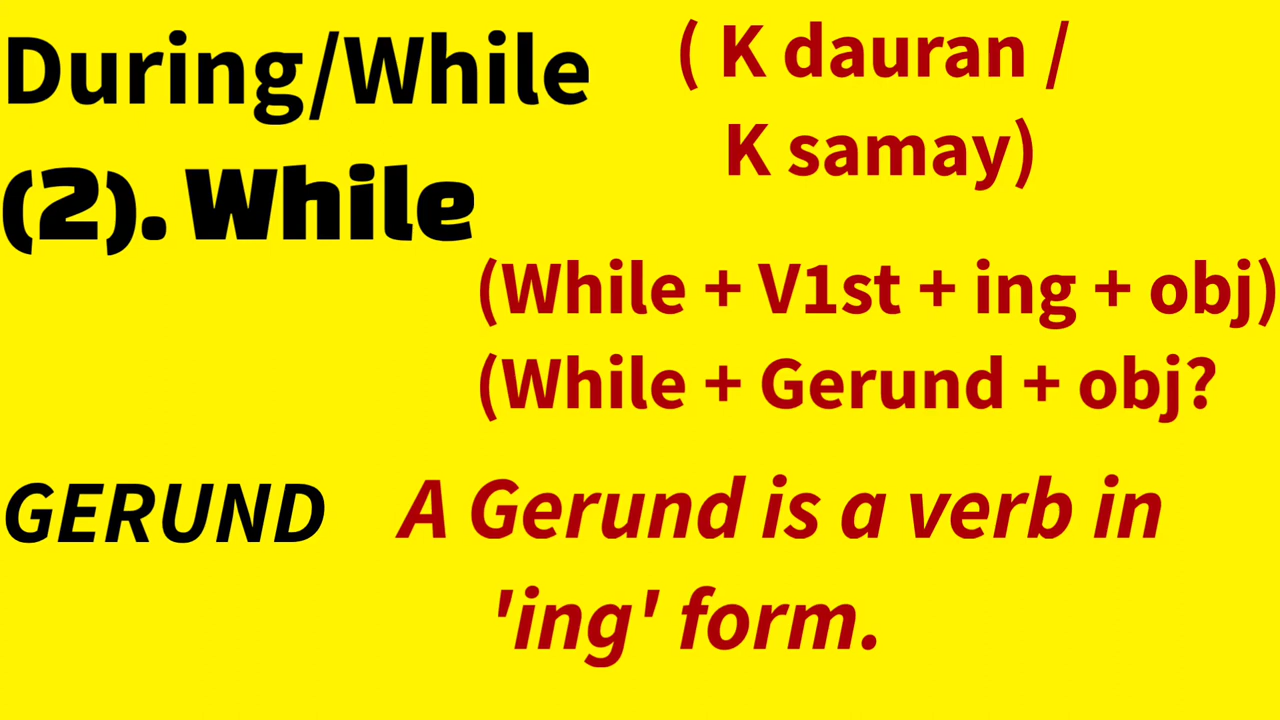 During/While ( K dauran /
K samay)
(2). While
(While + V1st + ing + obj)
(While + Gerund + obj?
GERUND A Gerund is a verb in
'ing' form.